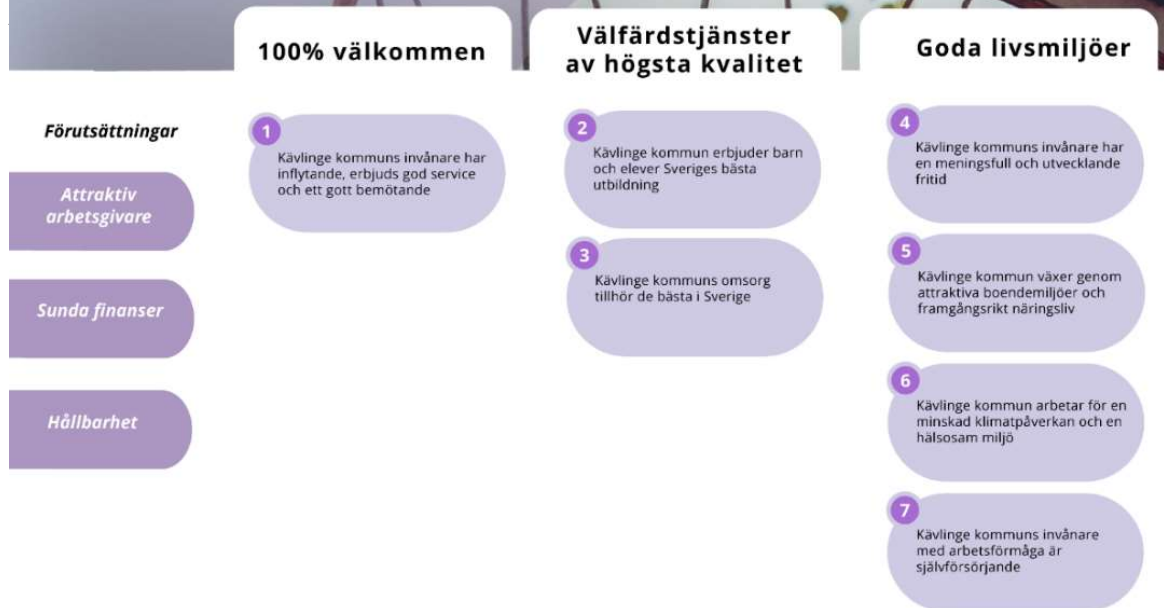 100% välkommen
Välfärdstjänster
av högsta kvalitet
Goda livsmiljöer
Förutsättningar
Attraktiv
arbetsgivare
Sunda finanser
Hållbarhet
1
Kävlinge kommuns invånare har
inflytande, erbjuds god service
och ett gott bemötande
2
Kävlinge kommun erbjuder barn
och elever Sveriges bästa
utbildning
3
Kävlinge kommuns omsorg
tillhör de bästa i Sverige
4
Kävlinge kommuns invånare har
en meningsfull och utvecklande
fritid
5
Kävlinge kommun växer genom
attraktiva boendemiljöer och
framgångsrikt näringsliv
6
Kävlinge kommun arbetar för en
minskad klimatpåverkan och en
hälsosam miljö
7
Kävlinge kommuns invånare
med arbetsförmåga är
självförsörjande